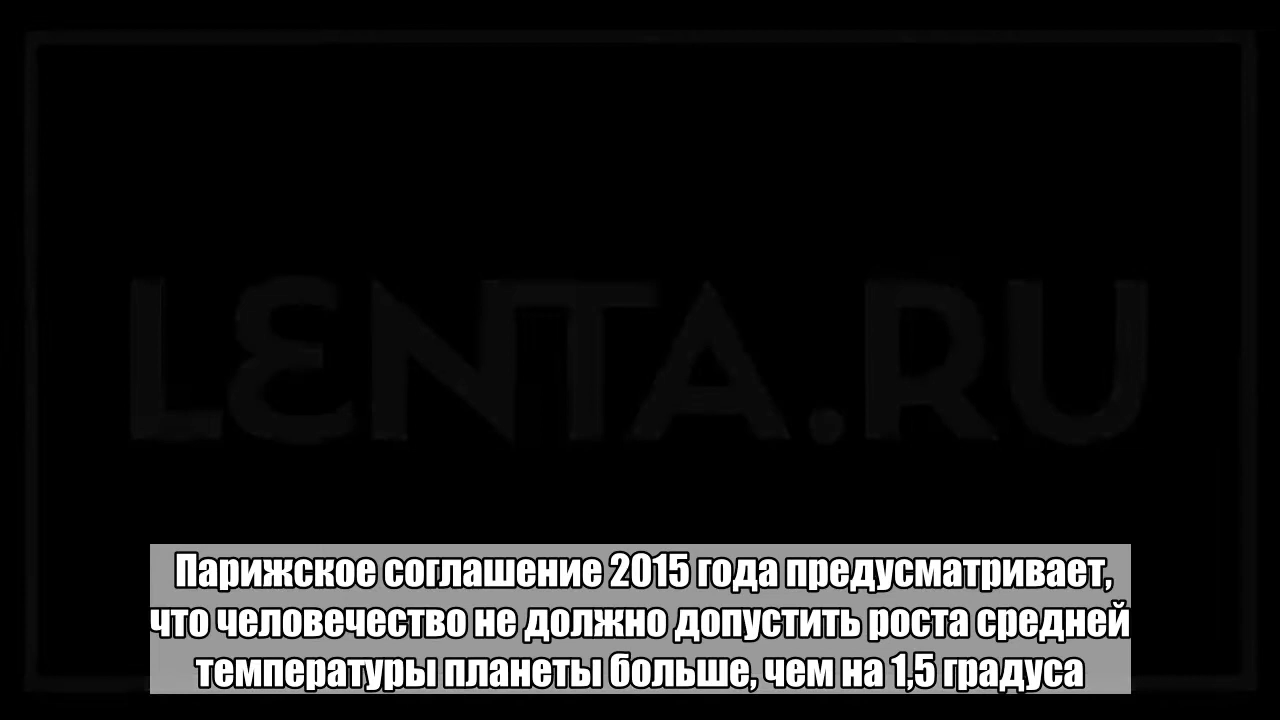 LENTA.RU
Парижское соглашение 2015 года предусматривает,
что человечество не должно допустить роста средней
температуры планеты больше, чем на 1,5 градуса